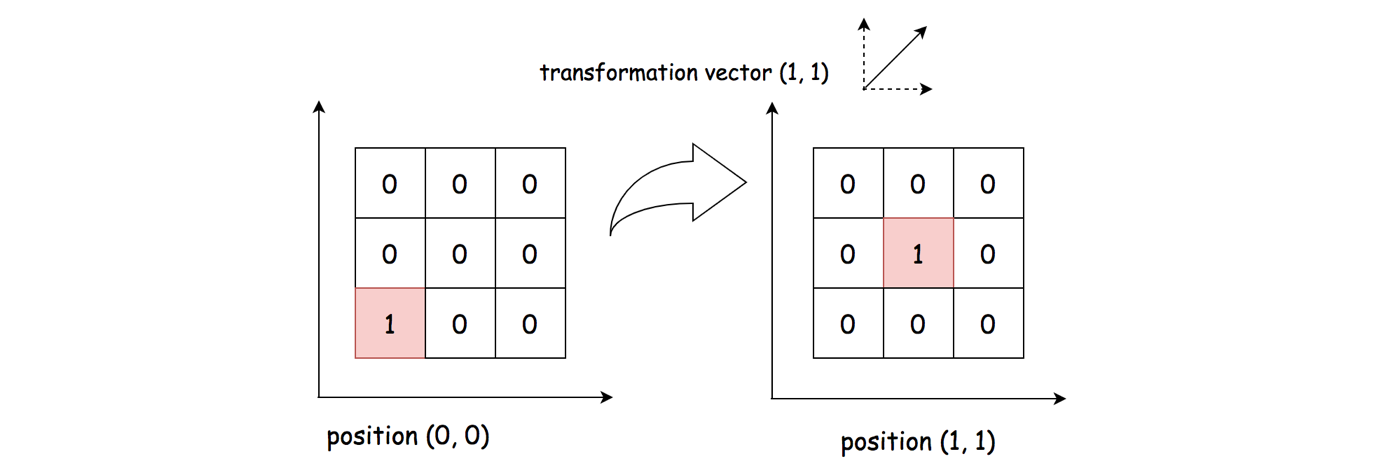 transformation vector (1, 1)
0 0 0
0 0 0
1 0 0
position (0, 0)
0 0 0
0 1 0
0 0 0
position (1, 1)